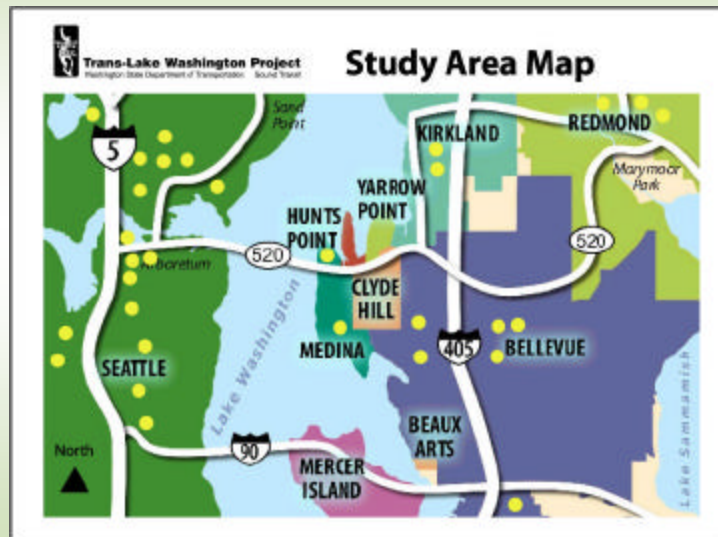 Trans-Lake Washington Project
Washington State Department of Transportation Sound Transit
Study Area Map
5
Sand
Point
KIRKLAND
REDMOND
Marymoor
Park
YARROW
POINT
HUNTS
POINT
520
520
Arboretum
CLYDE
HILL
Lake Washington
MEDINA
405
BELLEVUE
SEATTLE
BEAUX
ARTS
90
North
MERCER
ISLAND
Lake Sammamish